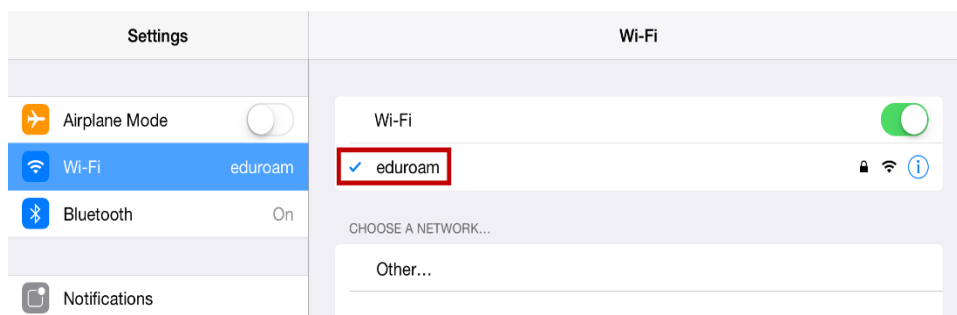 Settings
Airplane Mode
Wi-Fi eduroam
Bluetooth On
Notifications
Wi-Fi
Wi-Fi
eduroam
CHOOSE A NETWORK...
Other...